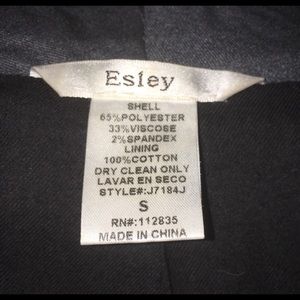 Esley
SHELL
65%POLYESTER
33%VISCOSE
2%SPANDEX
LINING
100%COTTON
DRY CLEAN ONLY
LAVAR EN SECO
STYLE#:J7184J
S
RN#:112835
MADE IN CHINA